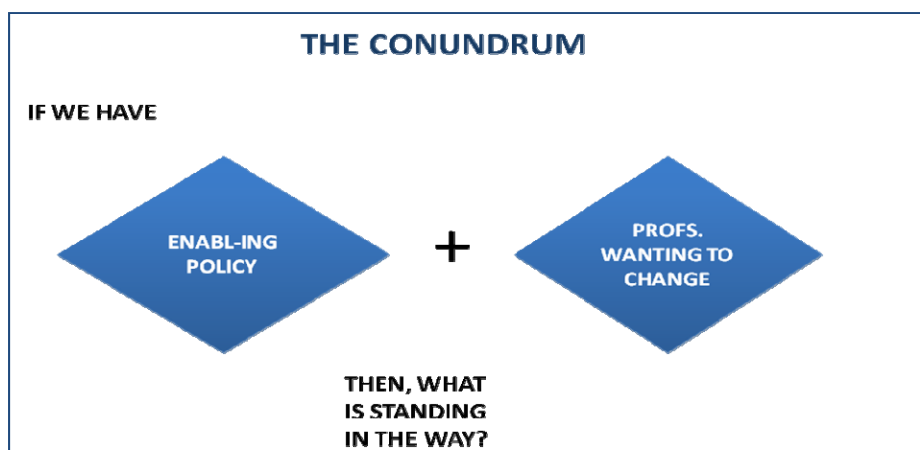 THE CONUNDRUM
IF WE HAVE
ENABL-ING
POLICY
+
PROFS.
WANTING TO
CHANGE
THEN, WHAT
IS STANDING
IN THE WAY?